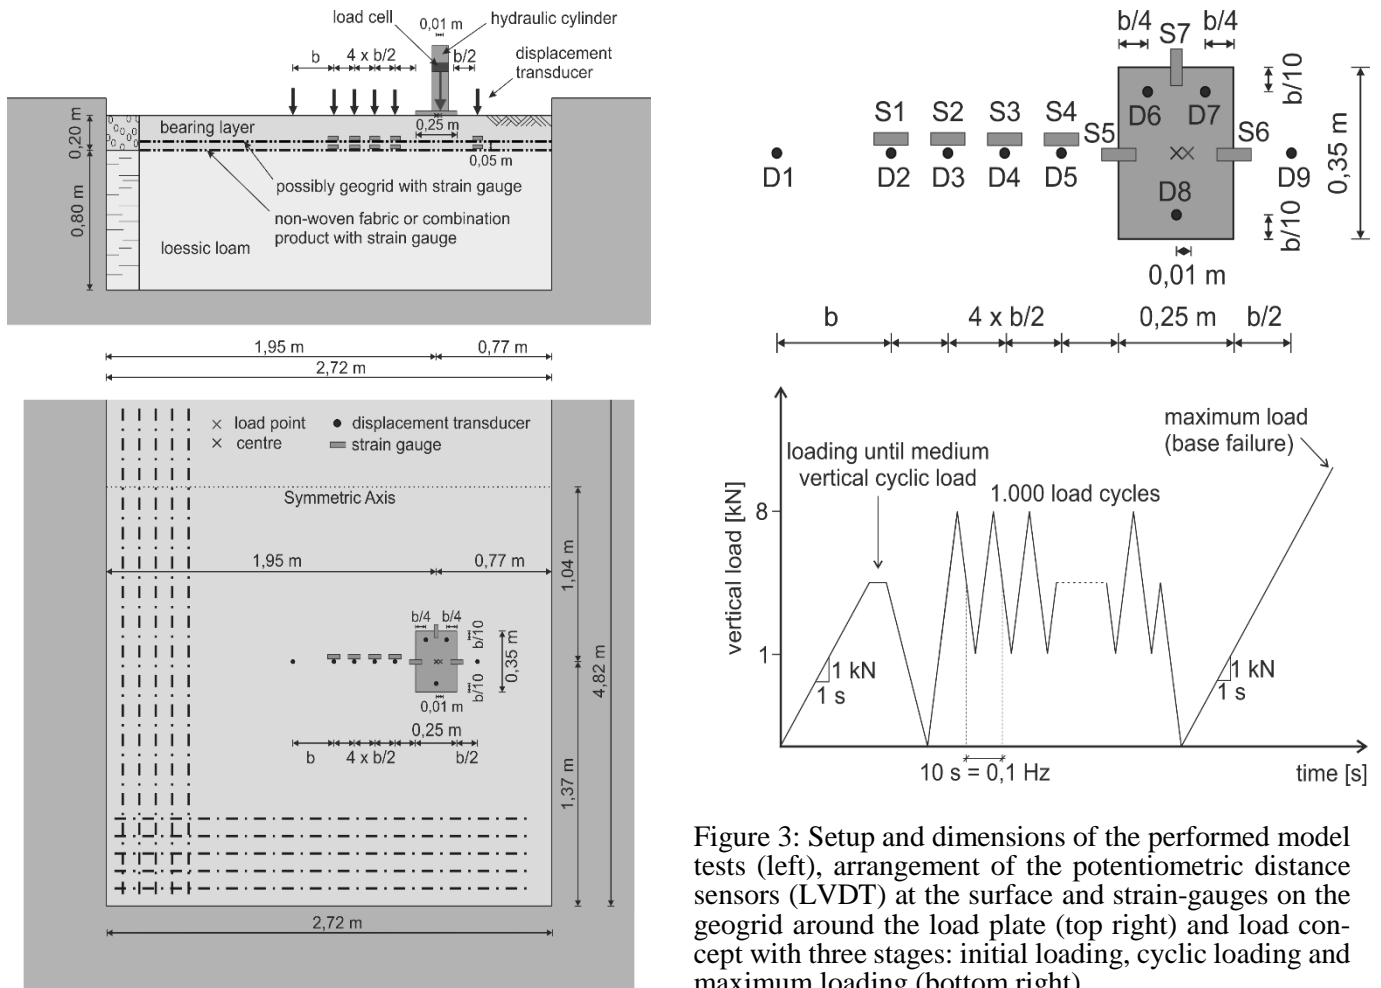 load cell
0,01 m
hydraulic cylinder
b
4 x b/2
b/2
displacement
transducer
0,20 m
bearing layer
0,25 m
0,05 m
possibly geogrid with strain gauge
non-woven fabric or combination
product with strain gauge
0,80 m
loessic loam
1,95 m
0,77 m
2,72 m
× load point
× centre
displacement transducer
strain gauge
Symmetric Axis
1,95 m
0,77 m
1,04 m
b/4
b/4
b/10
0,35 m
b/10
0,01 m
0,25 m
b
4 x b/2
b/2
4,82 m
1,37 m
2,72 m
b/4
b/4
S7
b/10
D6
D7
S1
S2
S3
S4
S5
S6
0,35 m
D1
D2
D3
D4
D5
D8
D9
b/10
0,01 m
b
4 x b/2
0,25 m
b/2
maximum load
(base failure)
loading until medium
vertical cyclic load
1.000 load cycles
vertical load [kN]
8
1
1 kN
1 s
1 kN
1 s
10 s = 0,1 Hz
time [s]
Figure 3: Setup and dimensions of the performed model
tests (left), arrangement of the potentiometric distance
sensors (LVDT) at the surface and strain-gauges on the
geogrid around the load plate (top right) and load con-
cept with three stages: initial loading, cyclic loading and
maximum loading (bottom right)